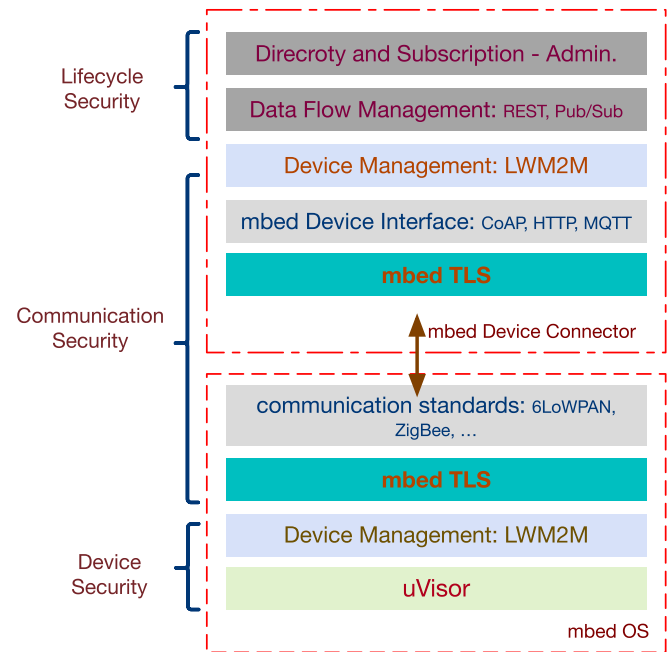 Lifecycle
Security
Direcroty and Subscription - Admin.
Data Flow Management: REST, Pub/Sub
Device Management: LWM2M
mbed Device Interface: CoAP, HTTP, MQTT
mbed TLS
Communication
Security
mbed Device Connector
communication standards: 6LoWPAN,
ZigBee, …
mbed TLS
Device
Security
Device Management: LWM2M
uVisor
mbed OS